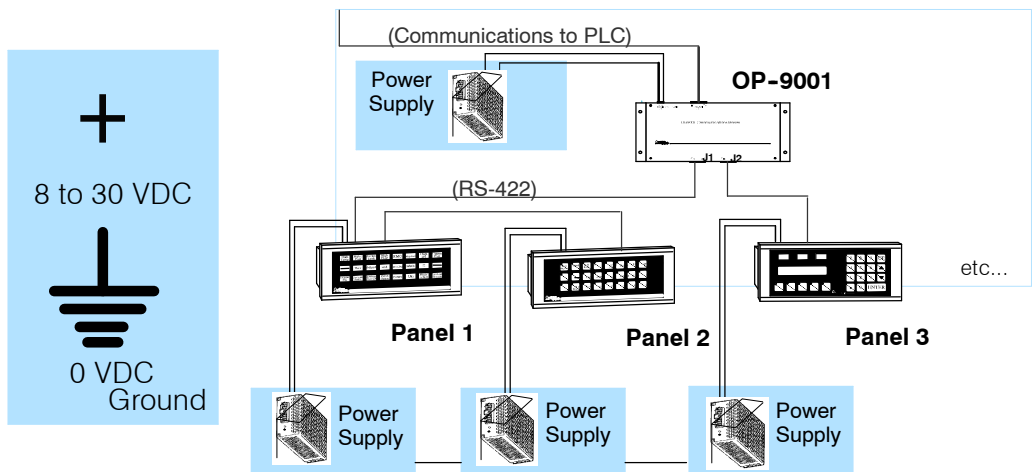 (Communications to PLC)
Power
Supply
OP-9001
+
8 to 30 VDC
J1 J2
(RS-422)
0 VDC
Ground
etc...
ENTER
Panel 1
Panel 2
Panel 3
Power
Supply
Power
Supply
Power
Supply